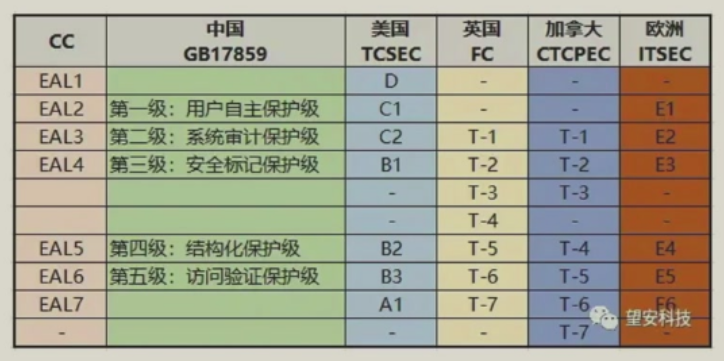 CC 中国 GB17859 美国 TCSEC 英国 FC 加拿大 CTCPEC 欧洲 ITSEC
EAL1 D - - -
EAL2 第一级：用户自主保护级 C1 - - E1
EAL3 第二级：系统审计保护级 C2 T-1 T-1 E2
EAL4 第三级：安全标记保护级 B1 T-2 T-2 E3
- T-3 T-3 -
- T-4 - -
EAL5 第四级：结构化保护级 B2 T-5 T-4 E4
EAL6 第五级：访问验证保护级 B3 T-6 T-5 E5
EAL7 A1 T-7 T-6 E6
- - - T-7 -
望安科技